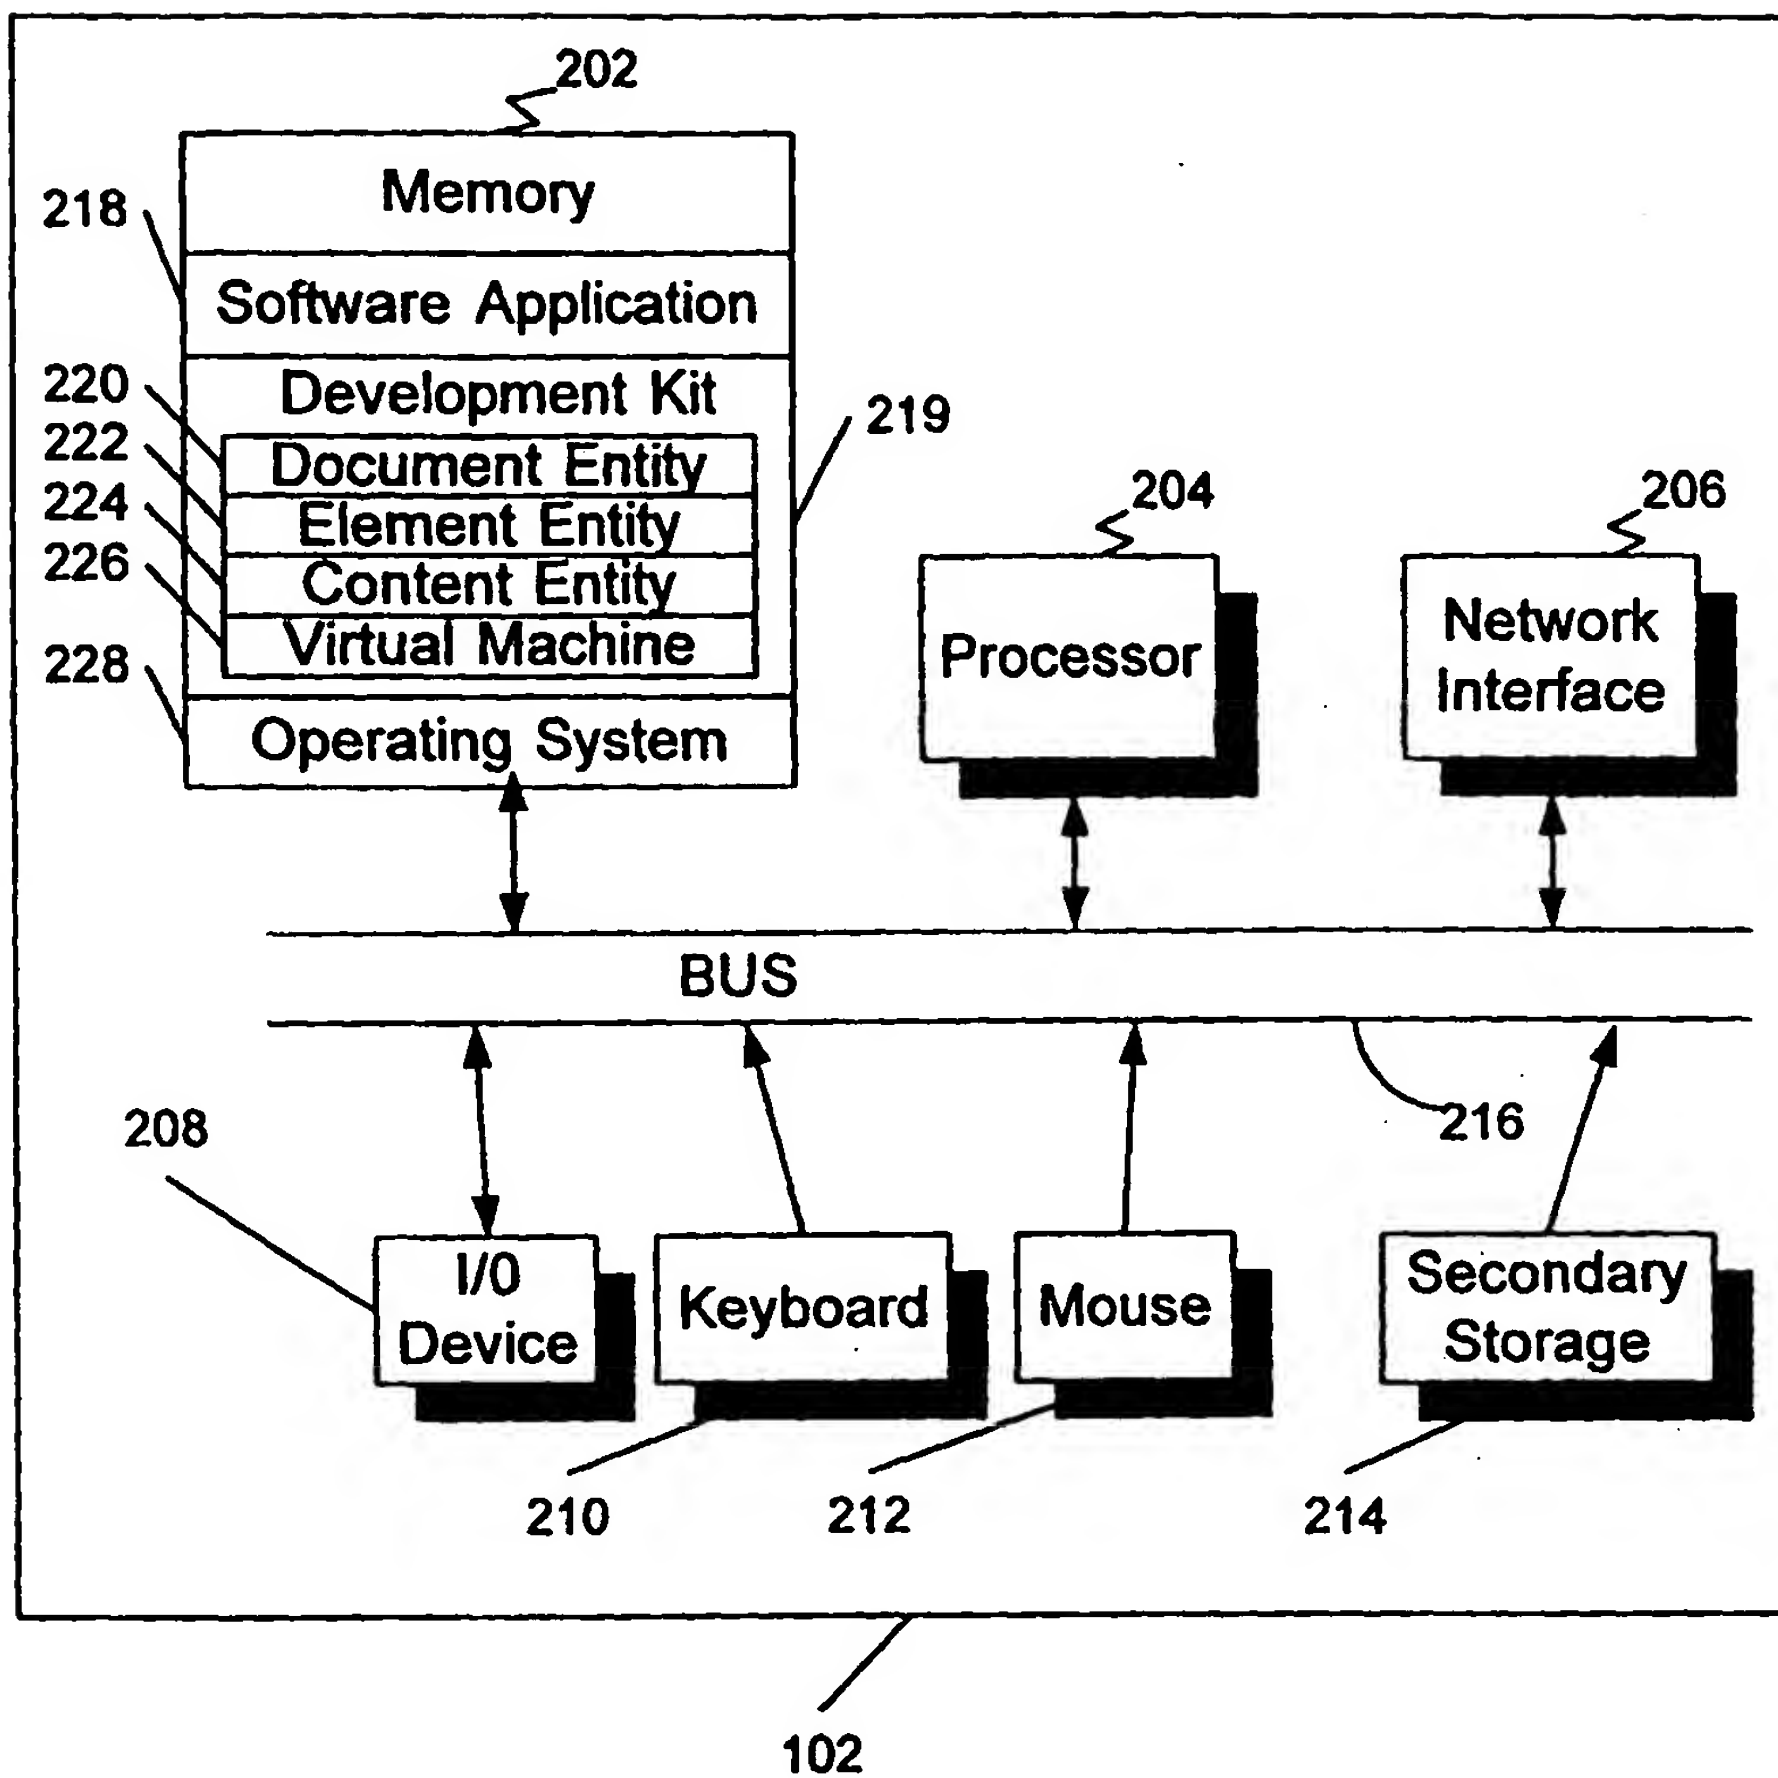 202
Memory
218
Software Application
220
Development Kit
219
222
Document Entity
224
Element Entity
204
206
226
Content Entity
Virtual Machine
228
Processor
Network
Interface
Operating System
BUS
216
208
I/0
Device
Keyboard
Mouse
Secondary
Storage
210
212
214
102